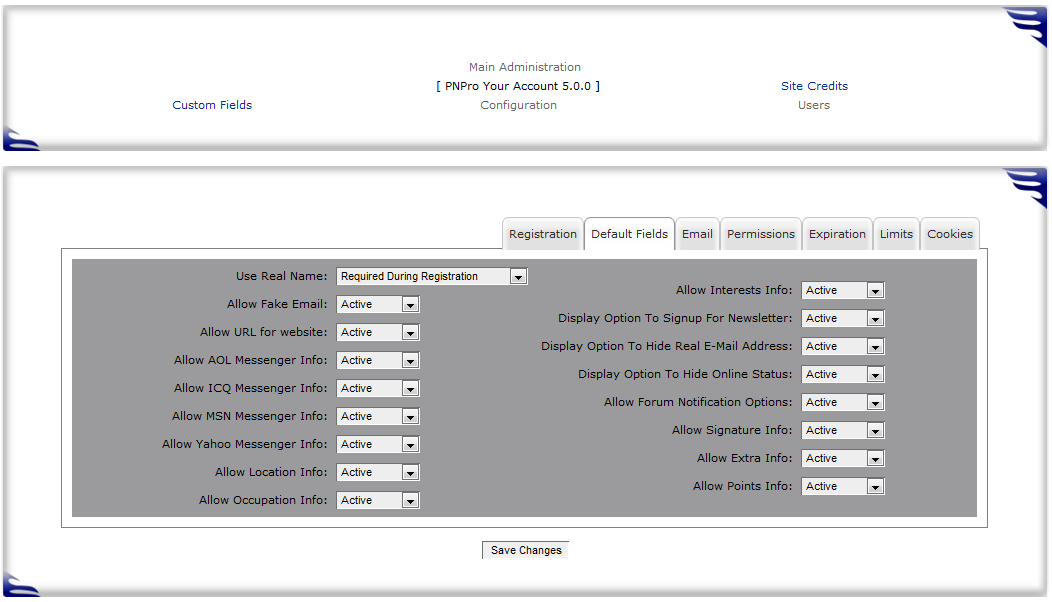 Main Administration
[ PNPro Your Account 5.0.0 ] Site Credits
Custom Fields Configuration Users
Registration Default Fields Email Permissions Expiration Limits Cookies
Use Real Name: Required During Registration
Allow Fake Email: Active
Allow URL for website: Active
Allow AOL Messenger Info: Active
Allow ICQ Messenger Info: Active
Allow MSN Messenger Info: Active
Allow Yahoo Messenger Info: Active
Allow Location Info: Active
Allow Occupation Info: Active
Allow Interests Info: Active
Display Option To Signup For Newsletter: Active
Display Option To Hide Real E-Mail Address: Active
Display Option To Hide Online Status: Active
Allow Forum Notification Options: Active
Allow Signature Info: Active
Allow Extra Info: Active
Allow Points Info: Active
Save Changes